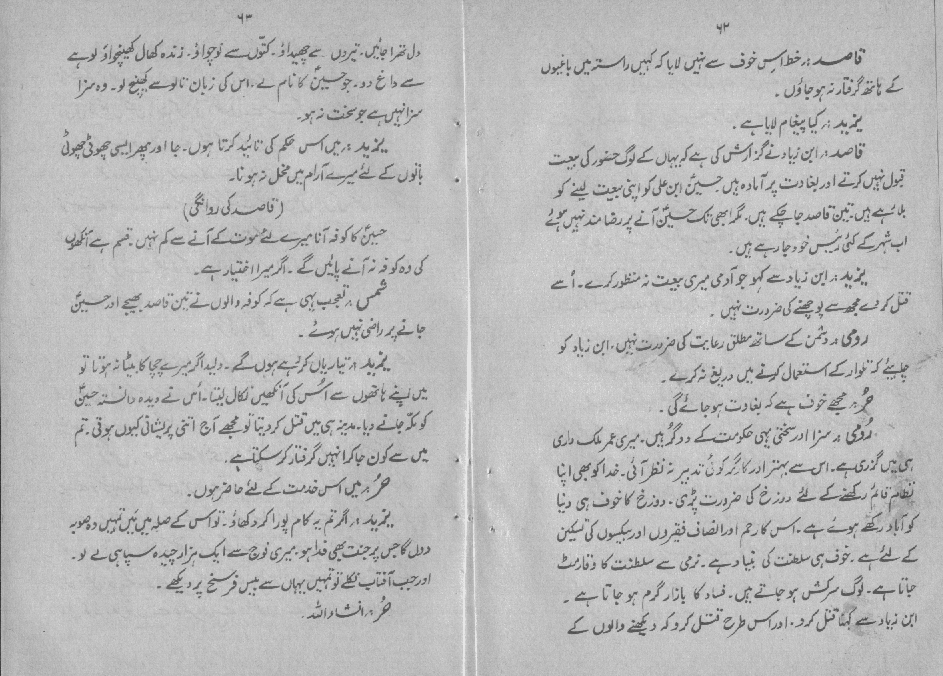 ۶۲
قاصد :۔ خط اس خوف سے نہیں لایا کہ کہیں راستہ میں باغیوں
کے ہاتھ گرفتار نہ ہو جاؤں ۔
یزید :۔ کیا پیغام لایا ہے ۔
قاصد :۔ ابن زیاد نے گزارش کی ہے کہ یہاں کے لوگ حضور کی بیعت
قبول نہیں کرتے اور بغاوت پر آمادہ ہیں حسینؑ ابن علی کو اپنی بیعت لینے کو
بلا رہے ہیں۔ تین قاصد جا چکے ہیں۔ مگر ابھی تک حسینؑ آنے پر رضا مند نہیں ہوئے
اب شہر کے کئی رئیس خود جا رہے ہیں ۔
یزید :۔ ابن زیاد سے کہو جو آدمی میری بیعت نہ منظور کرے ۔ اُسے
قتل کر دے مجھ سے پوچھنے کی ضرورت نہیں ۔
رومی :۔ دشمن کے ساتھ مطلق رعایت کی ضرورت نہیں ۔ ابن زیاد کو
چاہیئے کہ تلوار کے استعمال کرنے میں دریغ نہ کرے ۔
حُر :۔ مجھے خوف ہے کہ بغاوت ہو جائے گی ۔
رُومی :۔ سزا اور سختی یہی حکومت کے دو گر ہیں۔ میری عمر ملک داری
ہی میں گزری ہے۔ اس سے بہتر اور کارگر کوئی تدبیر نہ نظر آئی۔ خدا کو بھی اپنا
نظام قائم رکھنے کے لئے دوزخ کی ضرورت پڑی۔ دوزخ کا خوف ہی دنیا
کو آباد رکھے ہوئے ہے۔ اس کا رحم اور انصاف فقیروں اور بیکسوں کی تسکین
کے لئے ہے ۔ خوف ہی سلطنت کی بنیاد ہے۔ نرمی سے سلطنت کا وقار مٹ
جاتا ہے۔ لوگ سرکش ہو جاتے ہیں۔ فساد کا بازار گرم ہو جاتا ہے ۔
ابن زیاد سے کہنا قتل کرو ۔ اور اس طرح قتل کرو کہ دیکھنے والوں کے
۶۳
دل تھرا جائیں۔ تیروں سے چھیداؤ۔ کتّوں سے نوچواؤ۔ زندہ کھال کھینچواؤ لوہے
سے داغ دو۔ جو حسینؑ کا نام لے۔ اس کی زبان تالو سے کھینچ لو۔ وہ سزا
سزا نہیں ہے جو سخت نہ ہو۔
یزید :۔ میں اس حکم کی تائید کرتا ہوں۔ جا اور پھر ایسی چھوٹی چھوٹی
باتوں کے لئے میرے آرام میں مخل نہ ہونا۔
(قاصد کی روانگی)
حسینؑ کا کوفہ آنا میرے لئے موت کے آنے سے کم نہیں ۔ قسم ہے آنکھوں
کی وہ کوفہ نہ آنے پائیں گے ۔ اگر میرا اختیار ہے ۔
شمس :۔ تعجب یہی ہے کہ کوفہ والوں نے تین قاصد بھیجے اور حسینؑ
جانے پر راضی نہیں ہوئے ۔
یزید :۔ تیاریاں کر رہے ہوں گے ۔ ولید اگر میرے چچا کا بیٹا نہ ہوتا تو
میں اپنے ہاتھوں سے اُس کی آنکھیں نکال لیتا۔ اُس نے دیدہ دانستہ حسینؑ
کو مکہ جانے دیا۔ مدینہ ہی میں قتل کر دیتا تو مجھے آج اتنی پریشانی کیوں ہوتی۔ تم
میں سے کون جا کر انہیں گرفتار کر سکتا ہے۔
حُر :۔ میں اس خدمت کے لئے حاضر ہوں۔
یزید :۔ اگر تم یہ کام پورا کر دکھاؤ۔ تو اس کے صلہ میں میں تمہیں وہ صوبہ
دوں گا جس پر جنت بھی فدا ہو۔ میری فوج سے ایک ہزار چیدہ سپاہی لے لو۔
اور جب آفتاب نکلے تو تمہیں یہاں سے بیس فرسخ پر دیکھے ۔
حُر :۔ انشاء اللہ